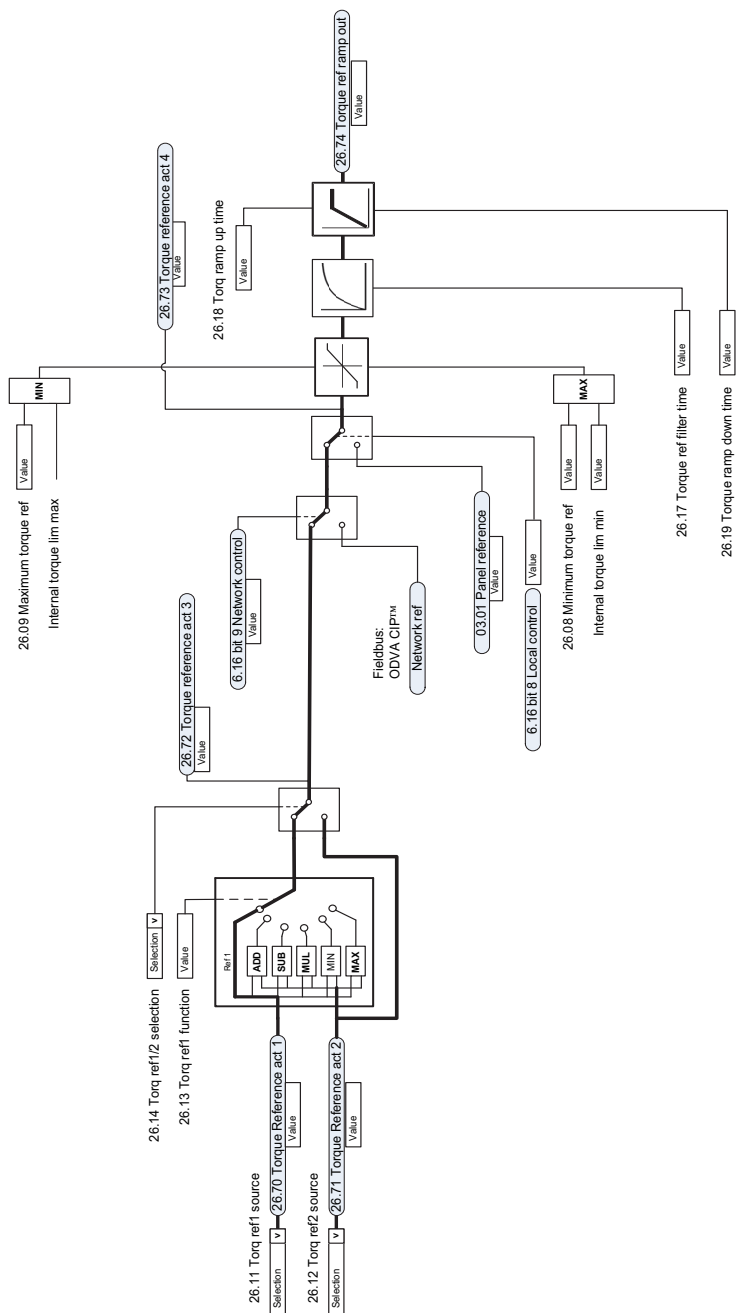 26.11 Torq ref1 source
Selection v
26.70 Torque Reference act 1
Value
26.12 Torq ref2 source
Selection v
26.71 Torque Reference act 2
Value
26.14 Torq ref1/2 selection
Selection v
26.13 Torq ref1 function
Value
Ref1
ADD
SUB
MUL
MIN
MAX
26.72 Torque reference act 3
Value
6.16 bit 9 Network control
Value
Fieldbus:
ODVA CIP™
Network ref
03.01 Panel reference
Value
6.16 bit 8 Local control
Value
26.73 Torque reference act 4
Value
26.09 Maximum torque ref
Value
Internal torque lim max
MIN
26.08 Minimum torque ref
Value
Internal torque lim min
Value
MAX
26.18 Torq ramp up time
Value
26.17 Torque ref filter time
Value
26.19 Torque ramp down time
Value
26.74 Torque ref ramp out
Value